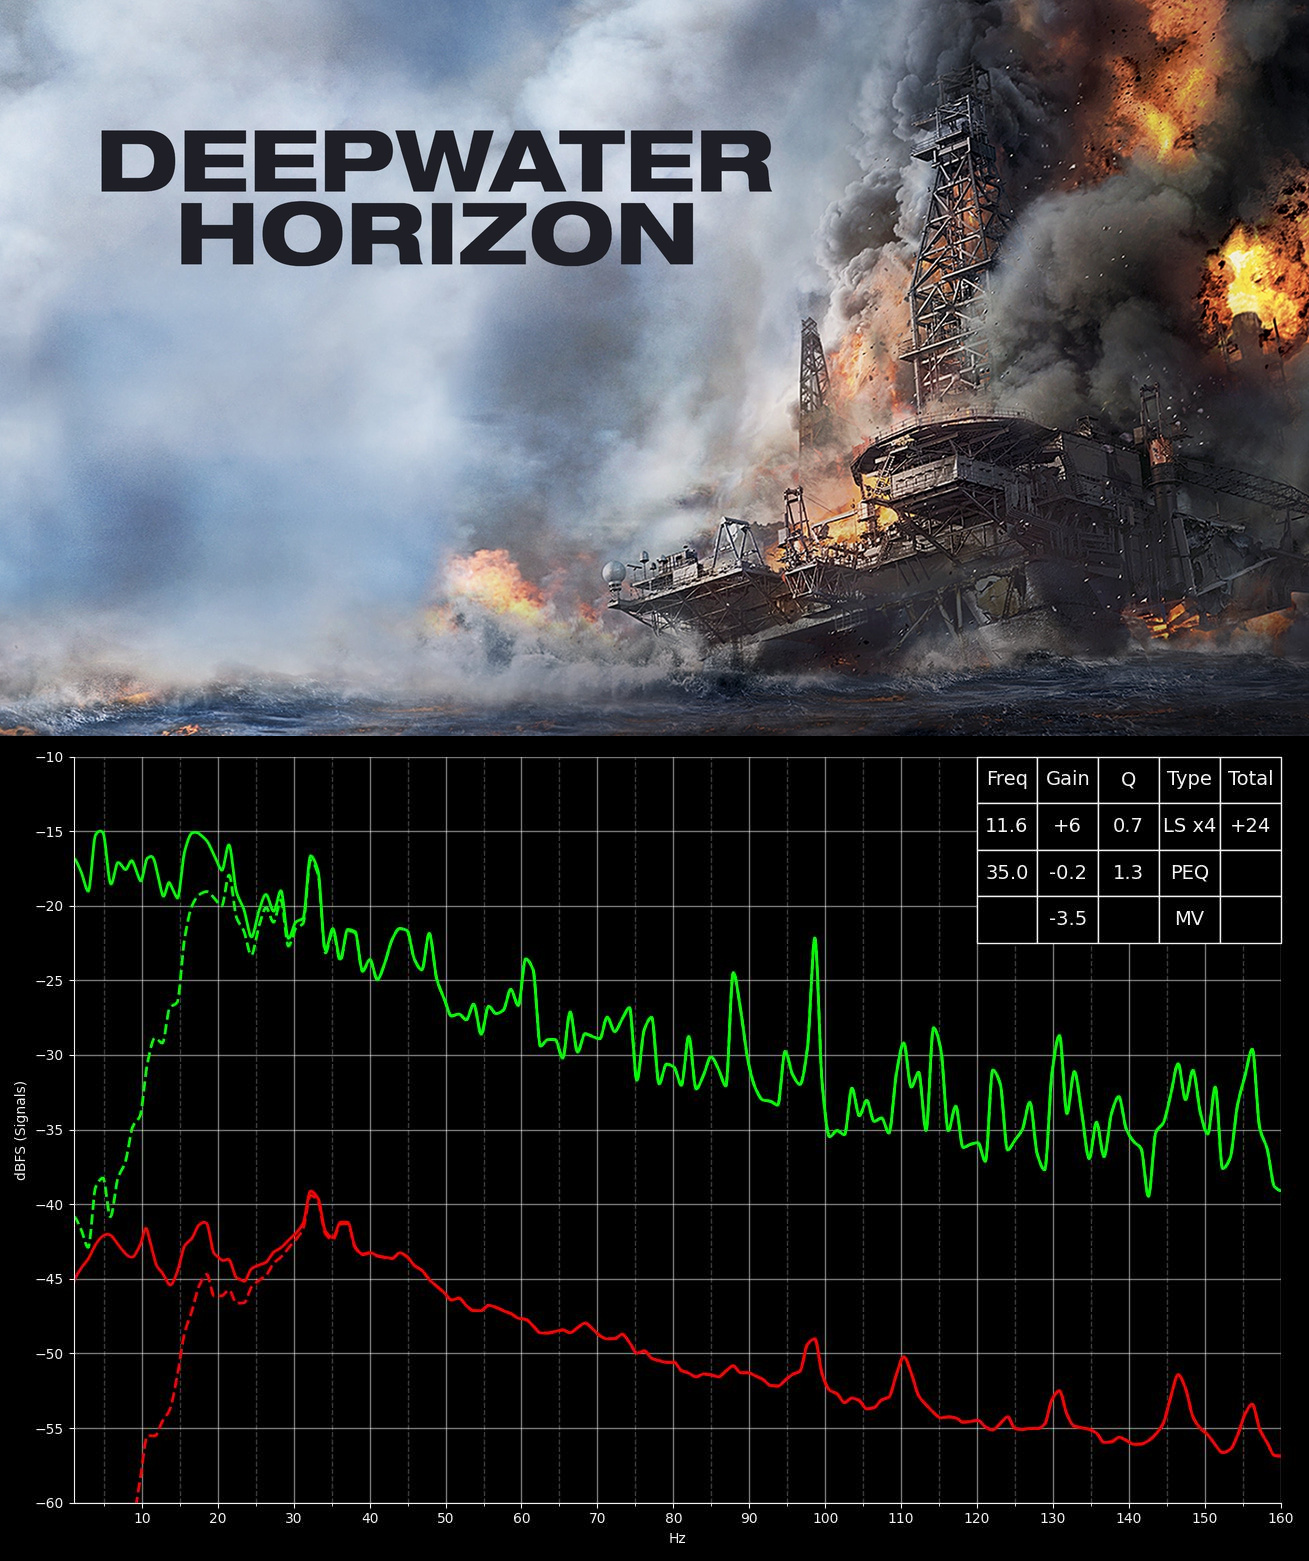 DEEPWATER
HORIZON
Freq Gain Q Type Total
11.6 +6 0.7 LS x4 +24
35.0 -0.2 1.3 PEQ
-3.5 MV
−10
−15
−20
−25
−30
−35
−40
−45
−50
−55
−60
dBFS (Signals)
10 20 30 40 50 60 70 80 90 100 110 120 130 140 150 160
Hz